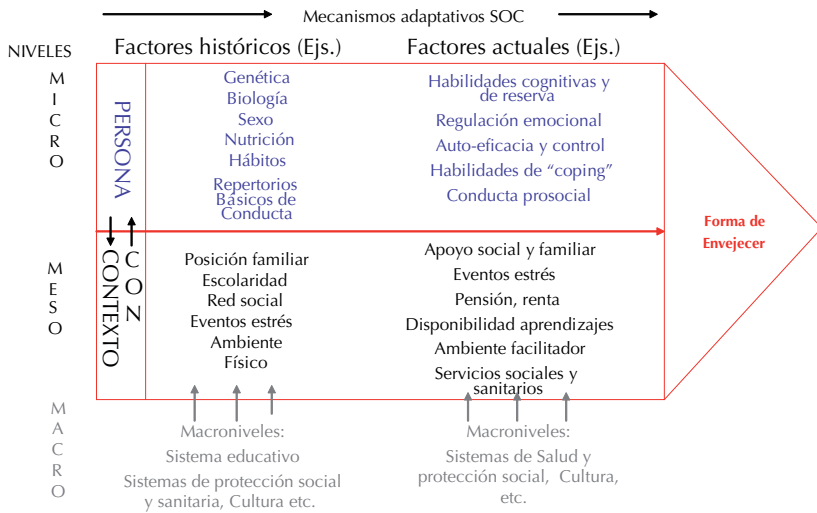 Mecanismos adaptativos SOC
NIVELES
Factores históricos (Ejs.)
Factores actuales (Ejs.)
MICRO
PERSONA
Genética
Biología
Sexo
Nutrición
Hábitos
Repertorios
Básicos de
Conducta
Habilidades cognitivas y
de reserva
Regulación emocional
Auto-eficacia y control
Habilidades de “coping”
Conducta prosocial
Forma de
Envejecer
MESO
CON
CONTEXTO
Posición familiar
Escolaridad
Red social
Eventos estrés
Ambiente
Físico
Apoyo social y familiar
Eventos estrés
Pensión, renta
Disponibilidad aprendizajes
Ambiente facilitador
Servicios sociales y
sanitarios
MACRO
Macroniveles:
Sistema educativo
Sistemas de protección social
y sanitaria, Cultura etc.
Macroniveles:
Sistemas de Salud y
protección social, Cultura,
etc.